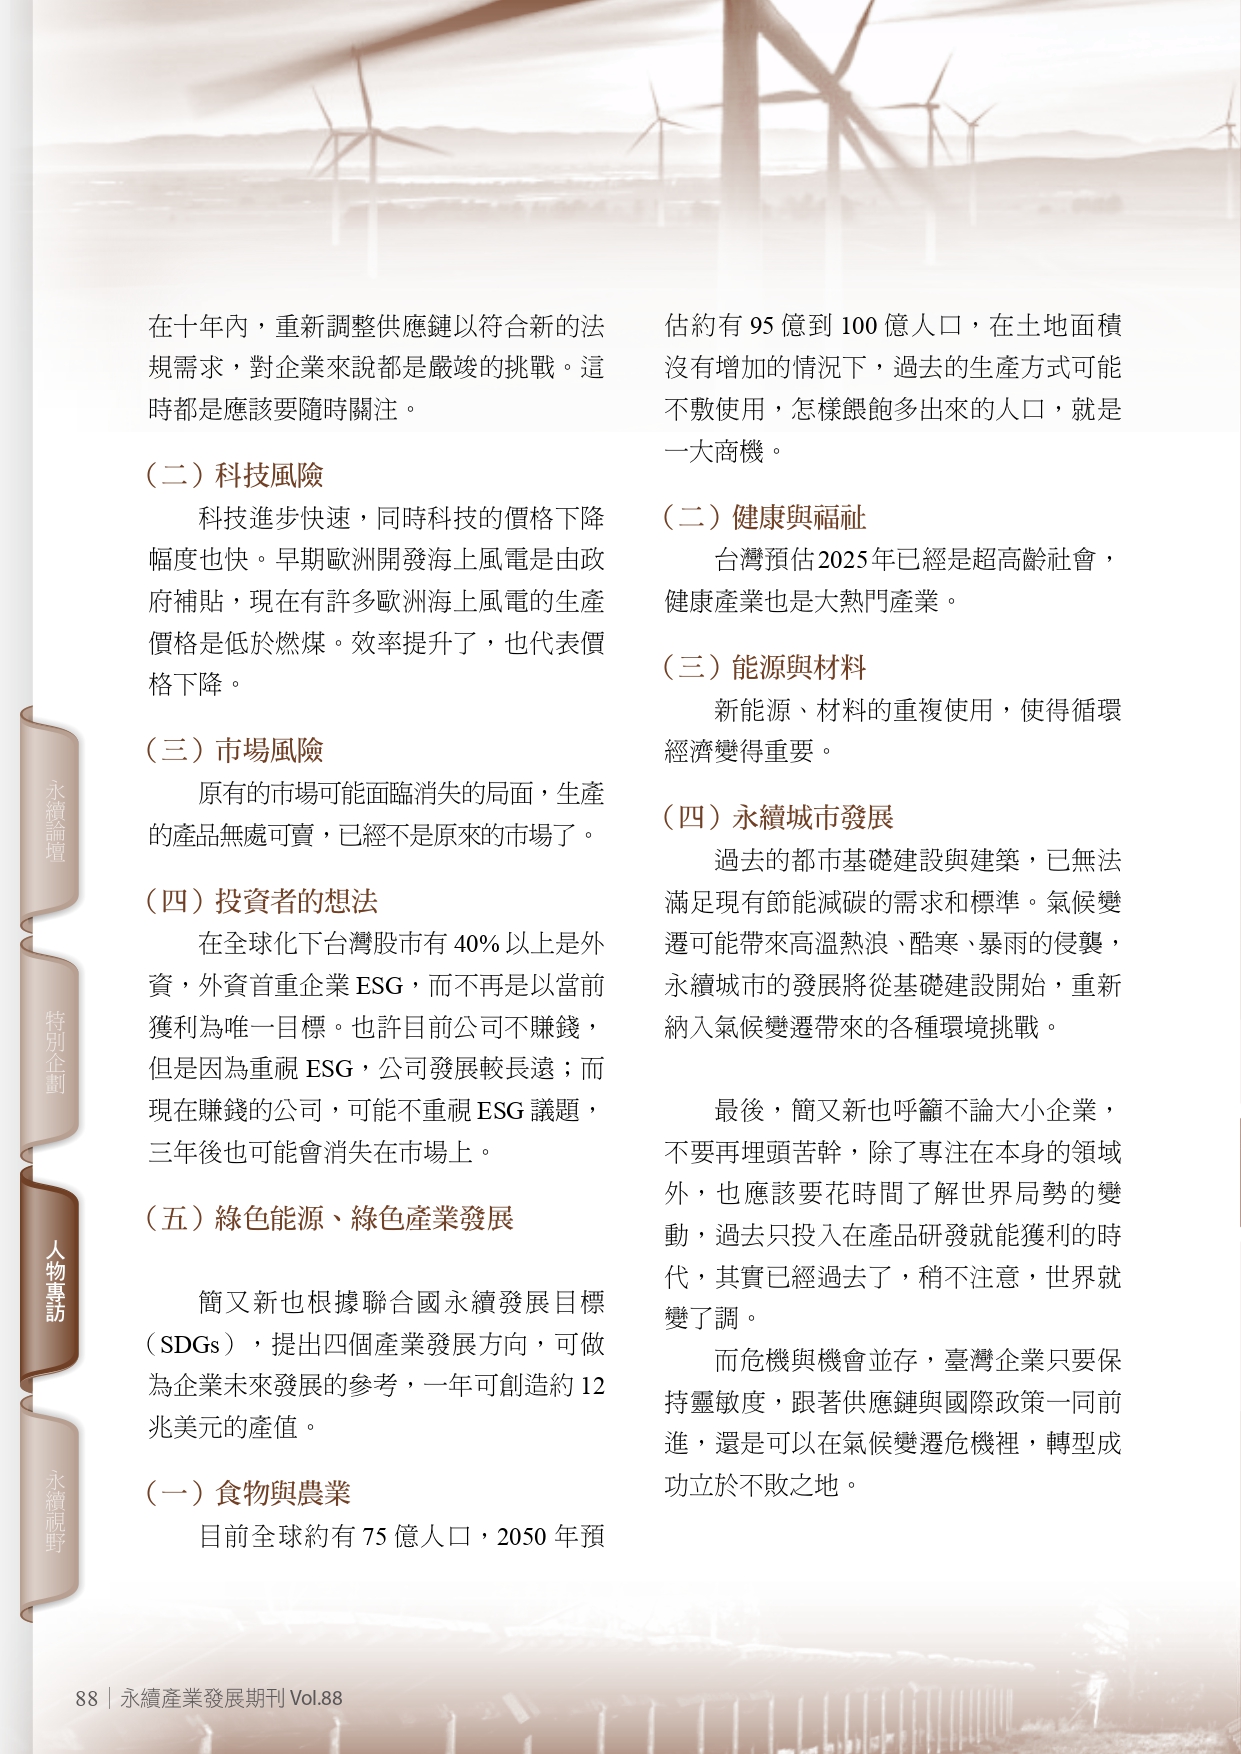 在十年內，重新調整供應鏈以符合新的法
規需求，對企業來說都是嚴竣的挑戰。這
時都是應該要隨時關注。
（二）科技風險
科技進步快速，同時科技的價格下降
幅度也快。早期歐洲開發海上風電是由政
府補貼，現在有許多歐洲海上風電的生產
價格是低於燃煤。效率提升了，也代表價
格下降。
（三）市場風險
原有的市場可能面臨消失的局面，生產
的產品無處可賣，已經不是原來的市場了。
（四）投資者的想法
在全球化下台灣股市有 40% 以上是外
資，外資首重企業 ESG，而不再是以當前
獲利為唯一目標。也許目前公司不賺錢，
但是因為重視 ESG，公司發展較長遠；而
現在賺錢的公司，可能不重視 ESG 議題，
三年後也可能會消失在市場上。
（五）綠色能源、綠色產業發展
簡又新也根據聯合國永續發展目標
（SDGs），提出四個產業發展方向，可做
為企業未來發展的參考，一年可創造約 12
兆美元的產值。
（一）食物與農業
目前全球約有 75 億人口，2050 年預
估約有 95 億到 100 億人口，在土地面積
沒有增加的情況下，過去的生產方式可能
不敷使用，怎樣餵飽多出來的人口，就是
一大商機。
（二）健康與福祉
台灣預估2025年已經是超高齡社會，
健康產業也是大熱門產業。
（三）能源與材料
新能源、材料的重複使用，使得循環
經濟變得重要。
（四）永續城市發展
過去的都市基礎建設與建築，已無法
滿足現有節能減碳的需求和標準。氣候變
遷可能帶來高溫熱浪、酷寒、暴雨的侵襲，
永續城市的發展將從基礎建設開始，重新
納入氣候變遷帶來的各種環境挑戰。
最後，簡又新也呼籲不論大小企業，
不要再埋頭苦幹，除了專注在本身的領域
外，也應該要花時間了解世界局勢的變
動，過去只投入在產品研發就能獲利的時
代，其實已經過去了，稍不注意，世界就
變了調。
而危機與機會並存，臺灣企業只要保
持靈敏度，跟著供應鏈與國際政策一同前
進，還是可以在氣候變遷危機裡，轉型成
功立於不敗之地。
永續論壇
特別企劃
人物專訪
永續視野
88｜永續產業發展期刊 Vol.88